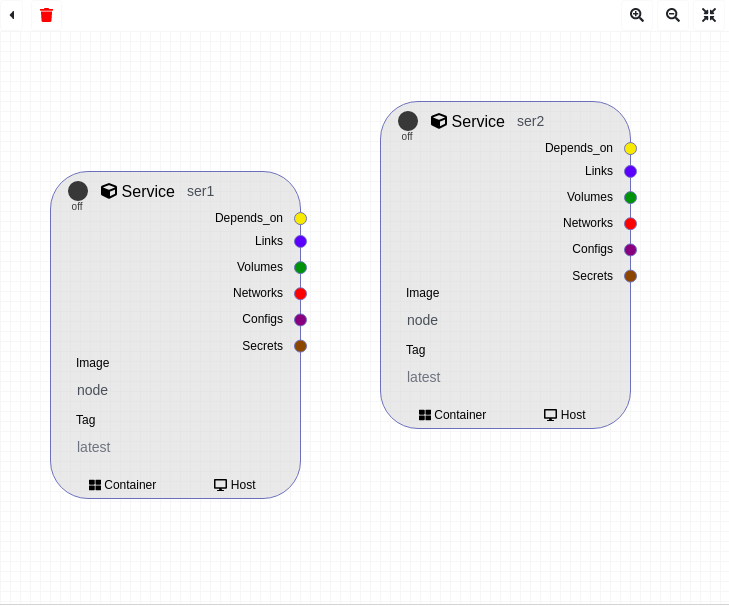 Service ser1
off
Depends_on
Links
Volumes
Networks
Configs
Secrets
Image
node
Tag
latest
Container Host
Service ser2
off
Depends_on
Links
Volumes
Networks
Configs
Secrets
Image
node
Tag
latest
Container Host